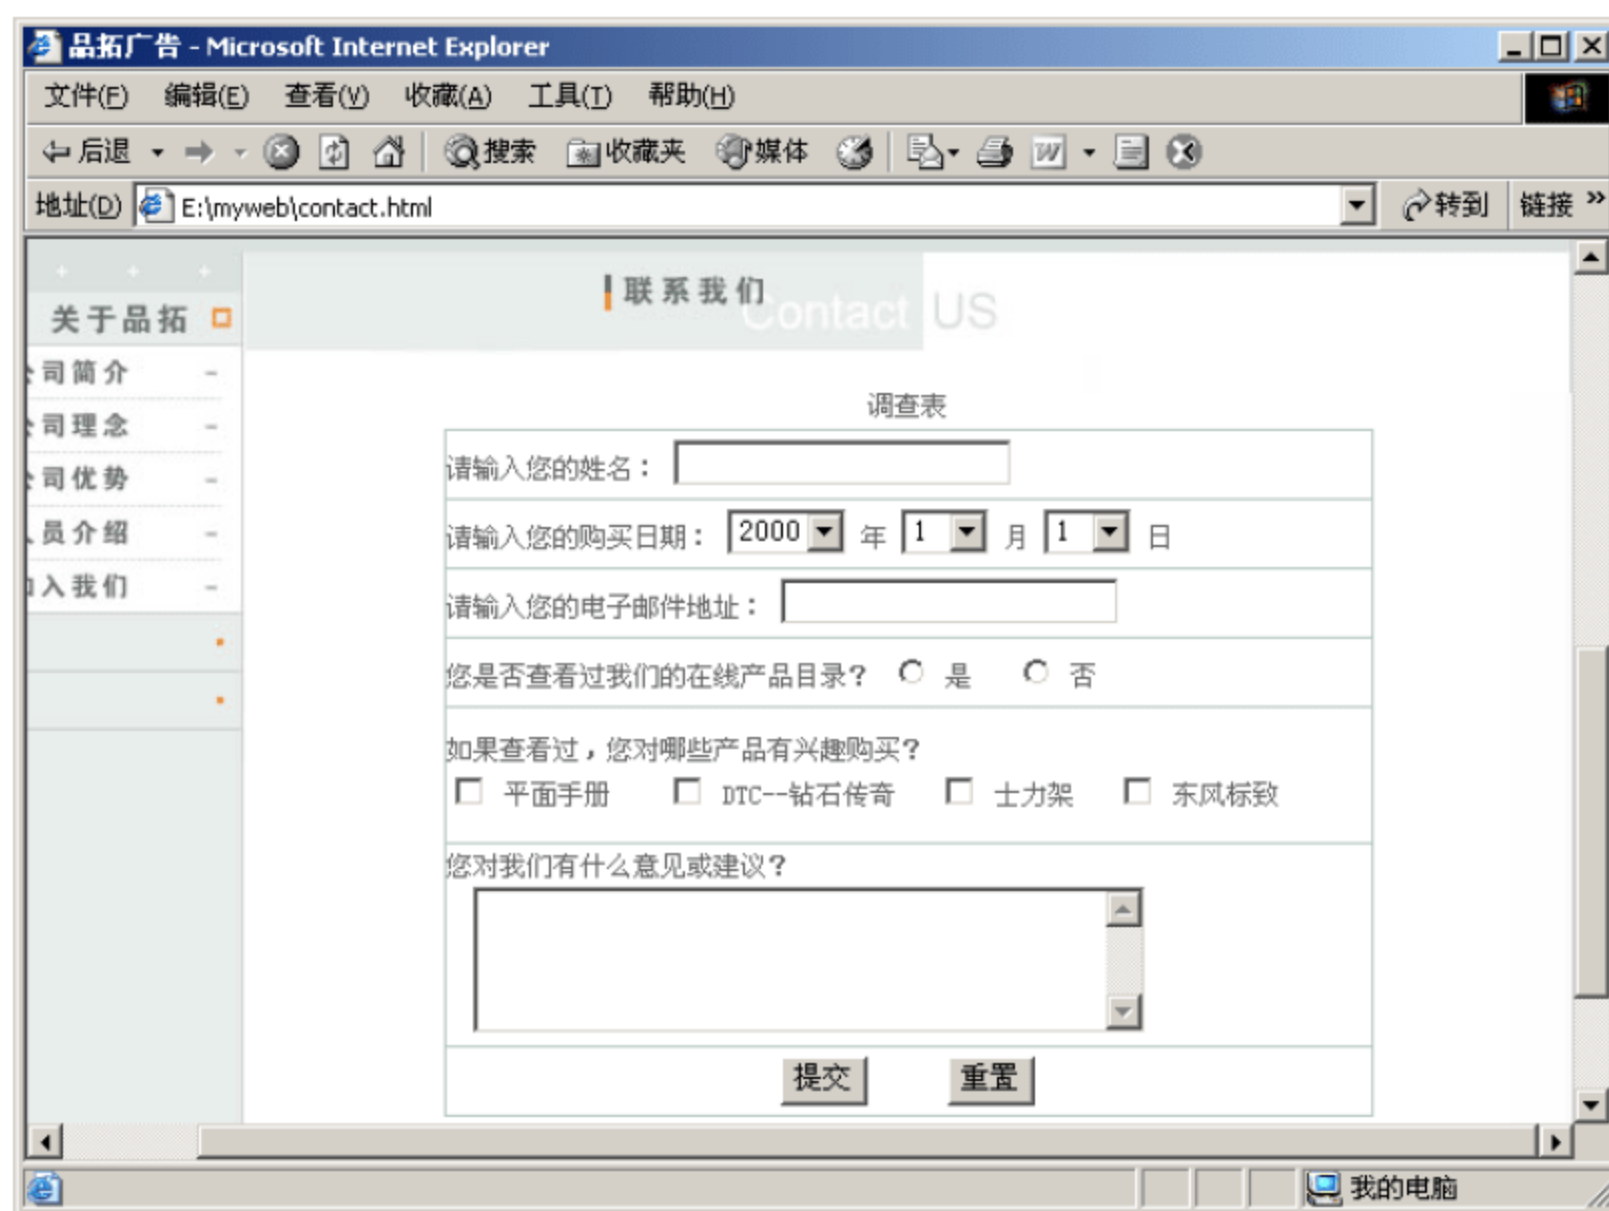 品拓广告 - Microsoft Internet Explorer
文件(F) 编辑(E) 查看(V) 收藏(A) 工具(T) 帮助(H)
后退 搜索 收藏夹 媒体
地址(D) E:\myweb\contact.html 转到 链接 »
联系我们
Contact US
关于品拓
司简介
司理念
司优势
员介绍
入我们
调查表
请输入您的姓名：
请输入您的购买日期： 2000 年 1 月 1 日
请输入您的电子邮件地址：
您是否查看过我们的在线产品目录？ 是 否
如果查看过，您对哪些产品有兴趣购买？
平面手册 DTC--钻石传奇 士力架 东风标致
您对我们有什么意见或建议？
提交 重置
我的电脑